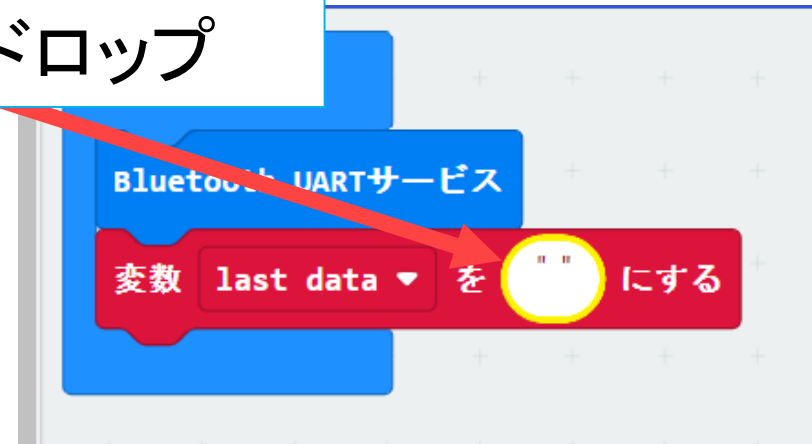 ドロップ
Bluetooth UARTサービス
変数 last data を " " にする